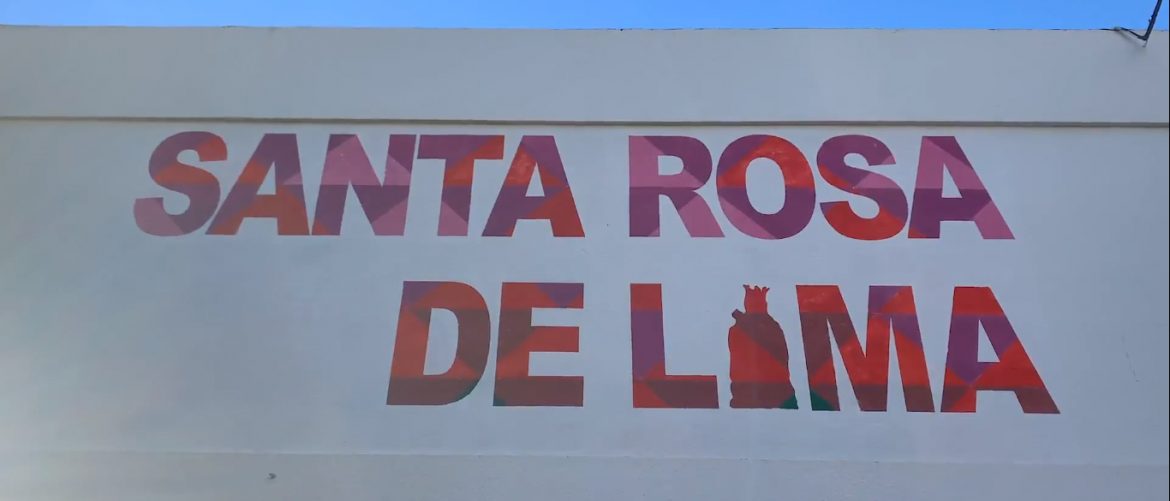 SANTA ROSA
DE LIMA